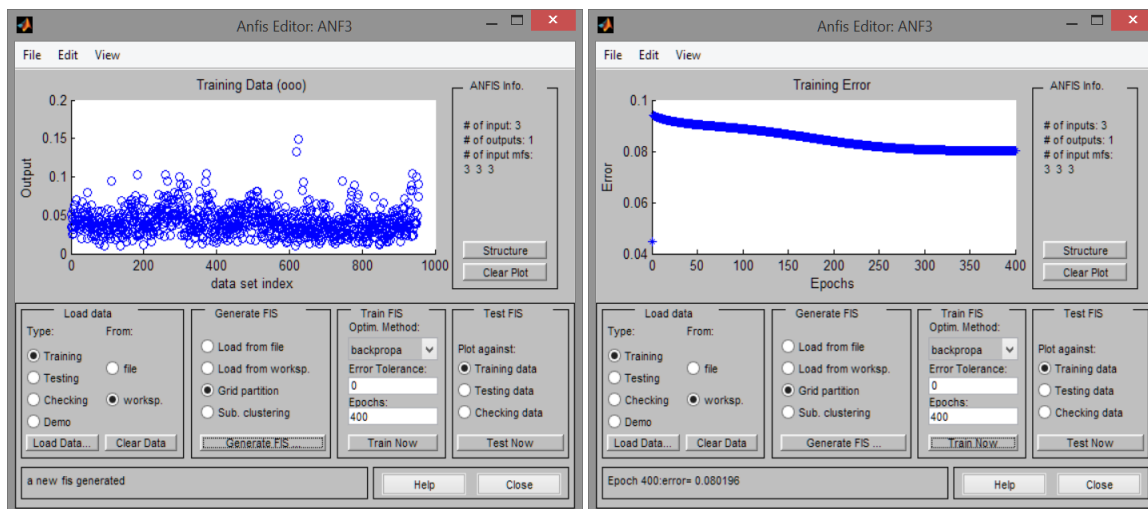 Anfis Editor: ANF3
File Edit View
Training Data (ooo)
0.2
0.15
0.1
0.05
0
Output
0 200 400 600 800 1000
data set index
ANFIS Info.
# of input: 3
# of outputs: 1
# of input mfs:
3 3 3
Structure
Clear Plot
Load data
Type: From:
Training
Testing
Checking
Demo
file
worksp.
Load Data... Clear Data
Generate FIS
Load from file
Load from worksp.
Grid partition
Sub. clustering
Generate FIS ...
Train FIS
Optim. Method:
backpropa
Error Tolerance:
0
Epochs:
400
Train Now
Test FIS
Plot against:
Training data
Testing data
Checking data
Test Now
a new fis generated
Help Close
Anfis Editor: ANF3
File Edit View
Training Error
0.1
0.08
0.06
0.04
Error
0 50 100 150 200 250 300 350 400
Epochs
ANFIS Info.
# of inputs: 3
# of outputs: 1
# of input mfs:
3 3 3
Structure
Clear Plot
Load data
Type: From:
Training
Testing
Checking
Demo
file
worksp.
Load Data... Clear Data
Generate FIS
Load from file
Load from worksp.
Grid partition
Sub. clustering
Generate FIS ...
Train FIS
Optim. Method:
backpropa
Error Tolerance:
0
Epochs:
400
Train Now
Test FIS
Plot against:
Training data
Testing data
Checking data
Test Now
Epoch 400:error= 0.080196
Help Close